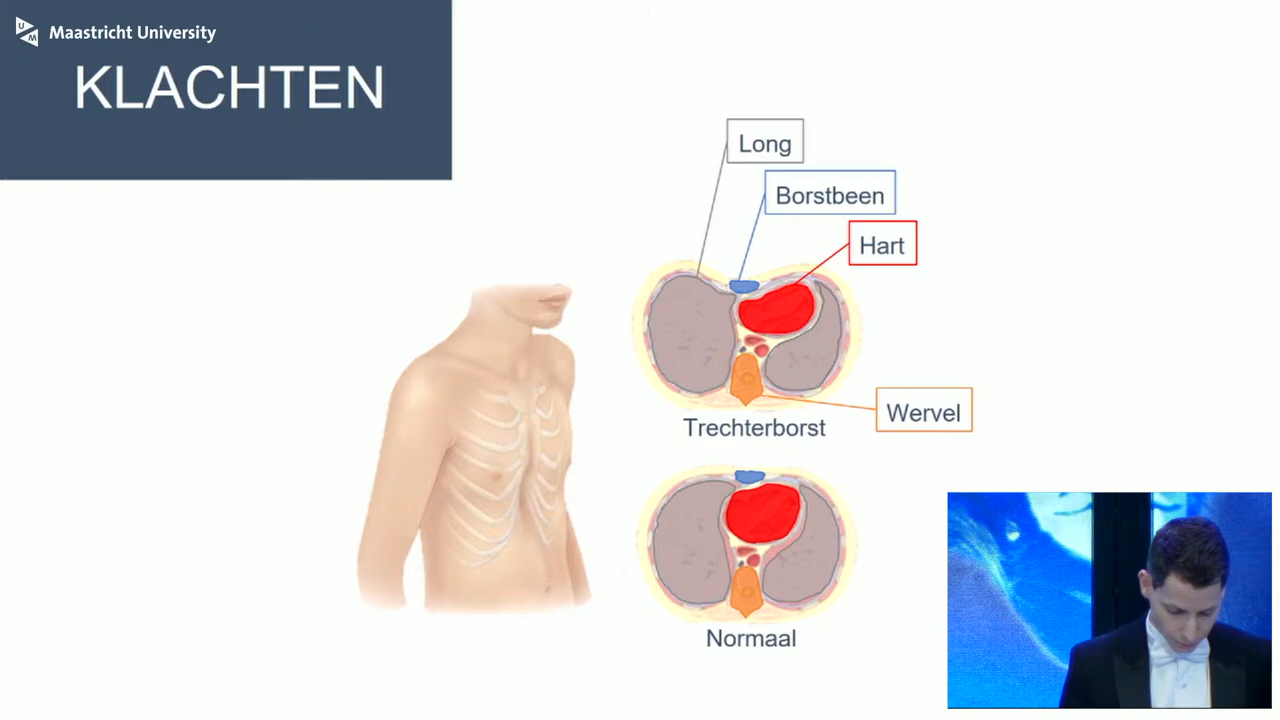 Maastricht University
KLACHTEN
Long
Borstbeen
Hart
Wervel
Trechterborst
Normaal